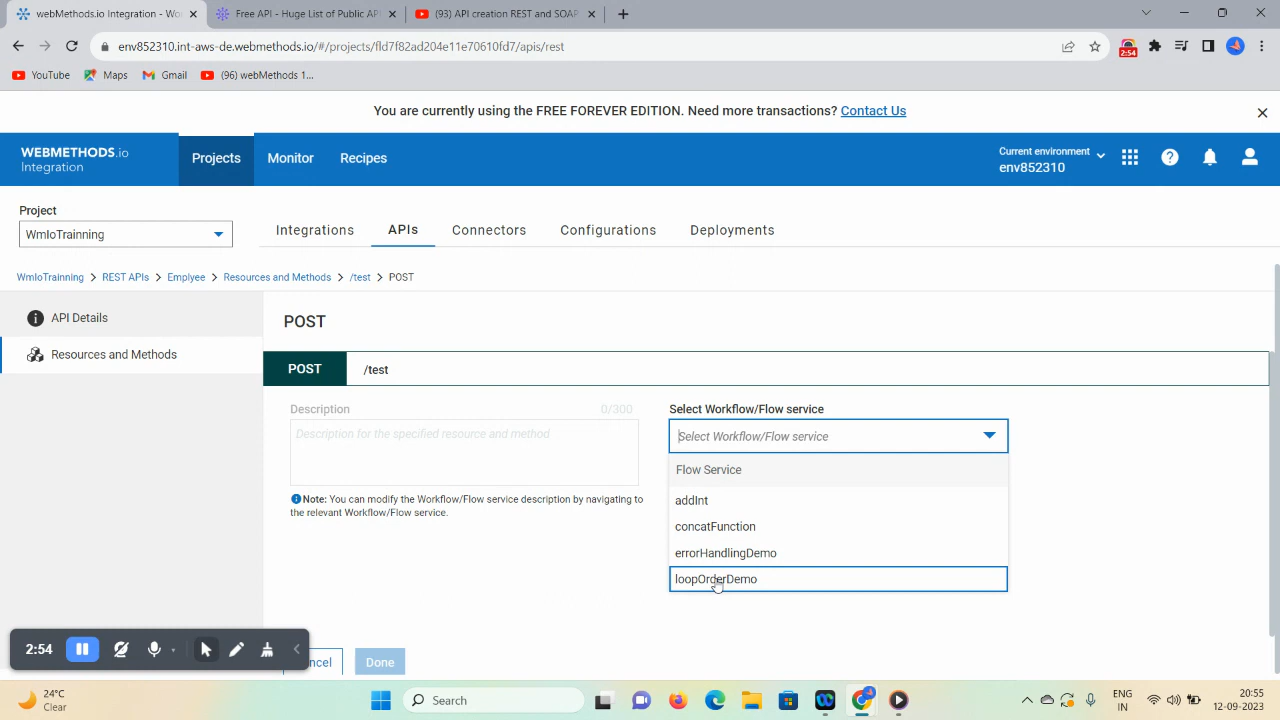 webMethods.io Integration - Wo
Free API - Huge List of Public API
(93) API creation REST and SOAP
env852310.int-aws-de.webmethods.io/#/projects/fld7f82ad204e11e70610fd7/apis/rest
2:54
YouTube
Maps
Gmail
(96) webMethods 1...
You are currently using the FREE FOREVER EDITION. Need more transactions? Contact Us
WEBMETHODS.io
Integration
Projects
Monitor
Recipes
Current environment
env852310
Project
WmIoTrainning
Integrations
APIs
Connectors
Configurations
Deployments
WmIoTrainning > REST APIs > Emplyee > Resources and Methods > /test > POST
API Details
Resources and Methods
POST
POST
/test
Description
0/300
Description for the specified resource and method
Note: You can modify the Workflow/Flow service description by navigating to
the relevant Workflow/Flow service.
Select Workflow/Flow service
Select Workflow/Flow service
Flow Service
addInt
concatFunction
errorHandlingDemo
loopOrderDemo
2:54
ncel
Done
24°C
Clear
Search
ENG
IN
20:55
12-09-2023